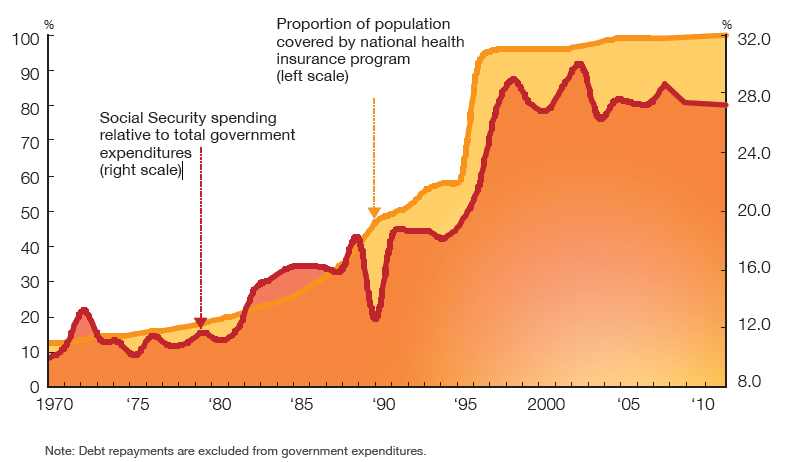 %
%
Proportion of population
covered by national health
insurance program
(left scale)
Social Security spending
relative to total government
expenditures
(right scale)
100
90
80
70
60
50
40
30
20
10
0
32.0
28.0
24.0
20.0
16.0
12.0
8.0
1970 ‘75 ‘80 ‘85 ‘90 ‘95 2000 ‘05 ‘10
Note: Debt repayments are excluded from government expenditures.